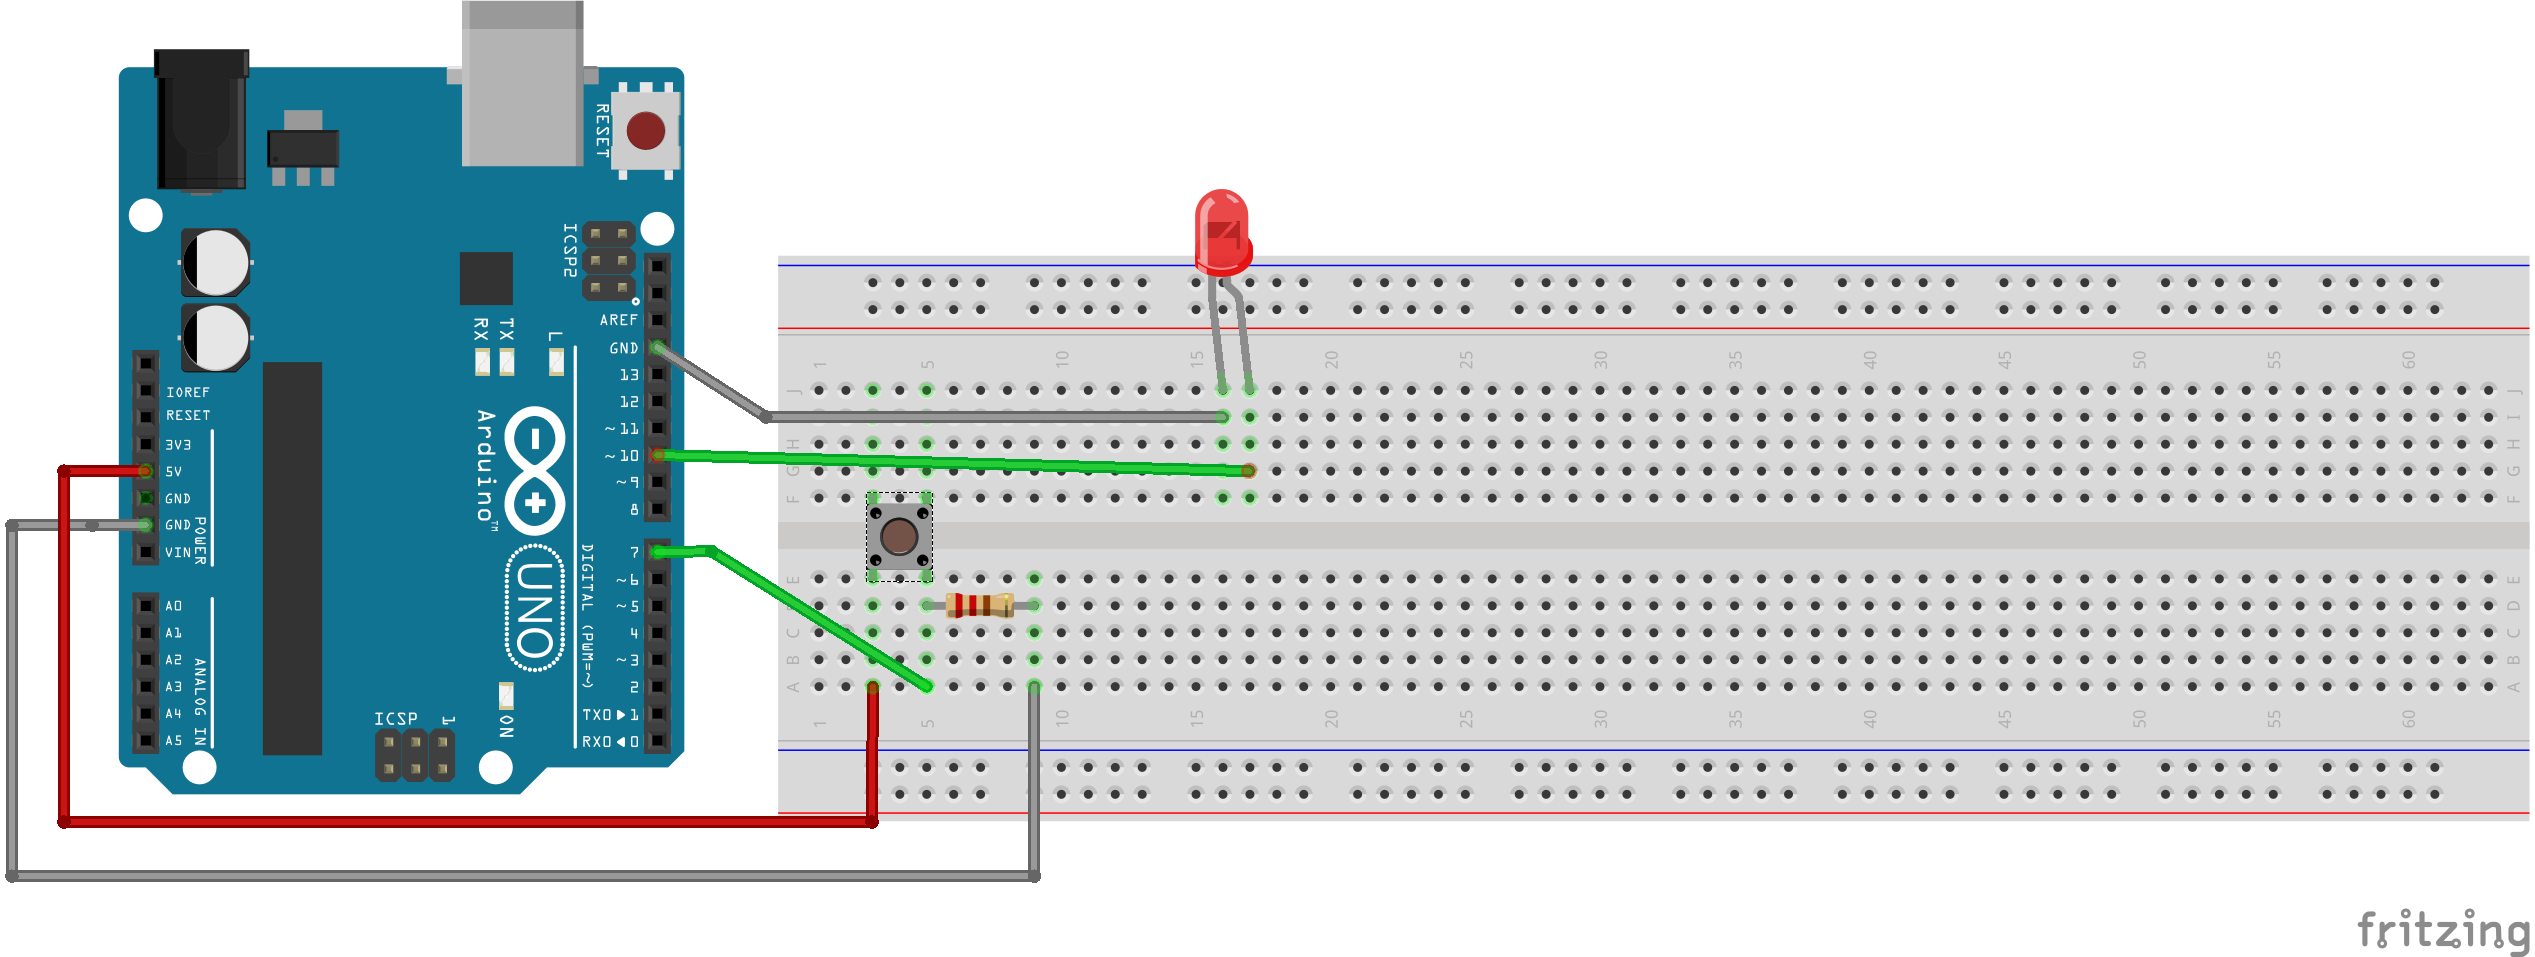 RESET
ICSP2
AREF
GND
13
12
~11
~10
~9
8
RX
TX
L
IOREF
RESET
3V3
5V
GND
GND
VIN
POWER
Arduino™
UNO
DIGITAL (PWM=~)
7
~6
~5
4
~3
2
TX0▶1
RX0◀0
A0
A1
A2
A3
A4
A5
ANALOG IN
ICSP
1
ON
1 5 10 15 20 25 30 35 40 45 50 55 60
J J
I
H H
G G
F F
E E
D
C C
B B
A A
1 5 10 15 20 25 30 35 40 45 50 55 60
fritzing